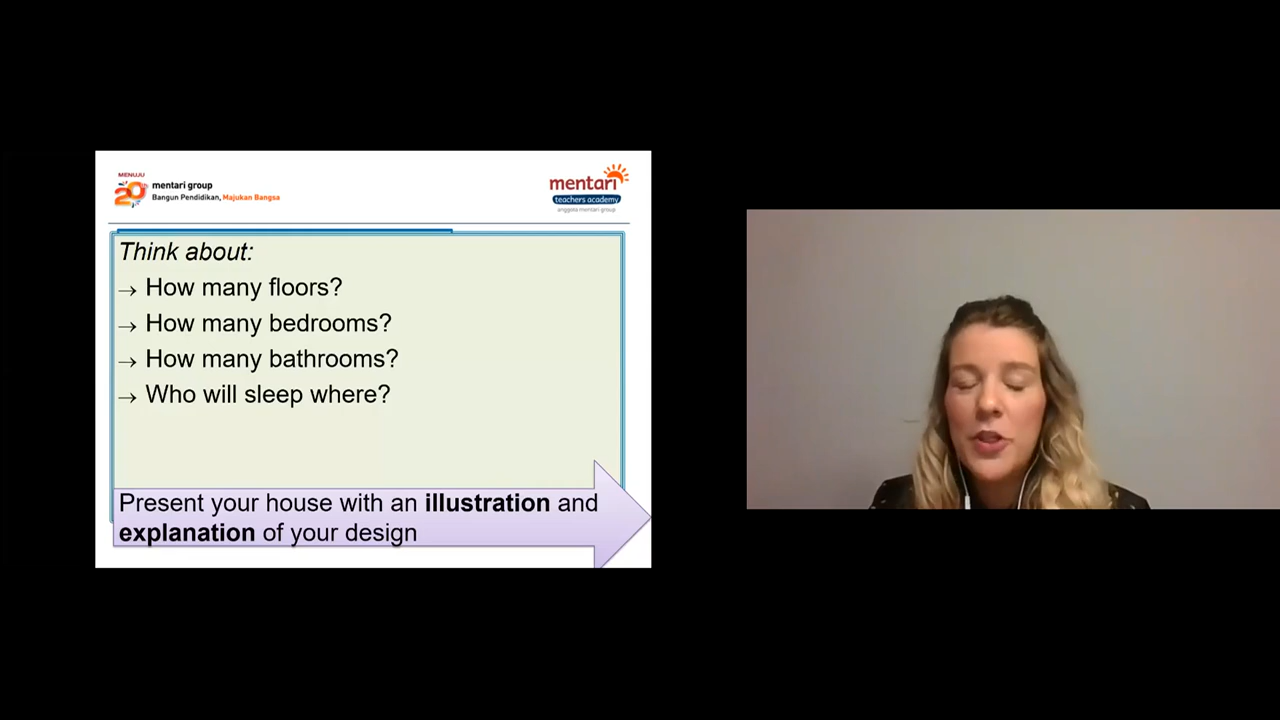 MENUJU
20th
mentari group
Bangun Pendidikan, Majukan Bangsa
mentari
teachers academy
anggota mentari group
Think about:
→ How many floors?
→ How many bedrooms?
→ How many bathrooms?
→ Who will sleep where?
Present your house with an illustration and
explanation of your design